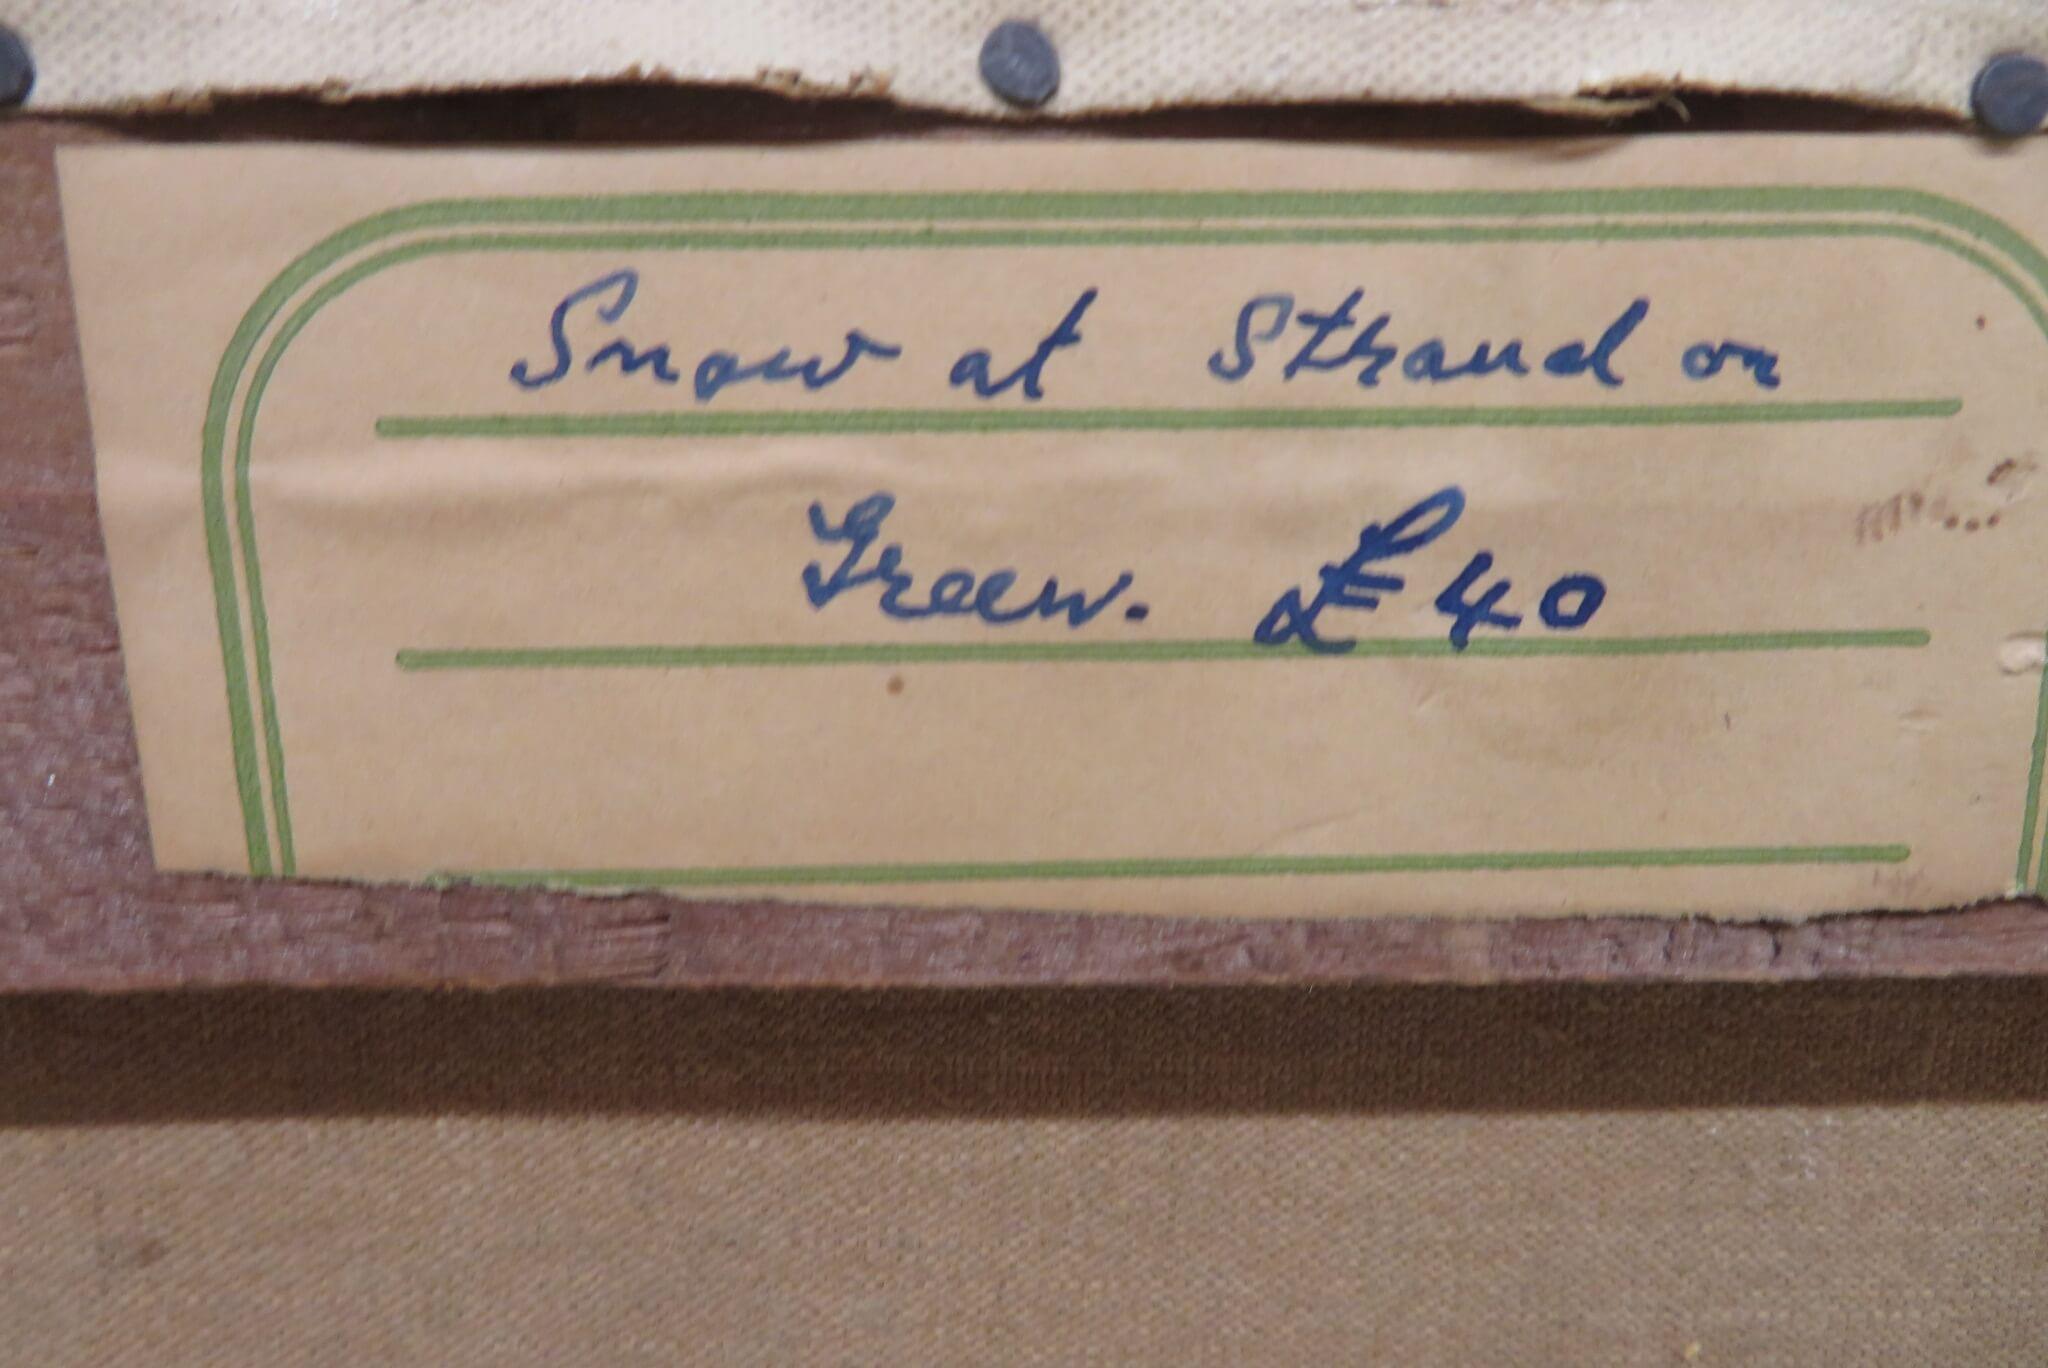 Snow at Strand on
Green. £40